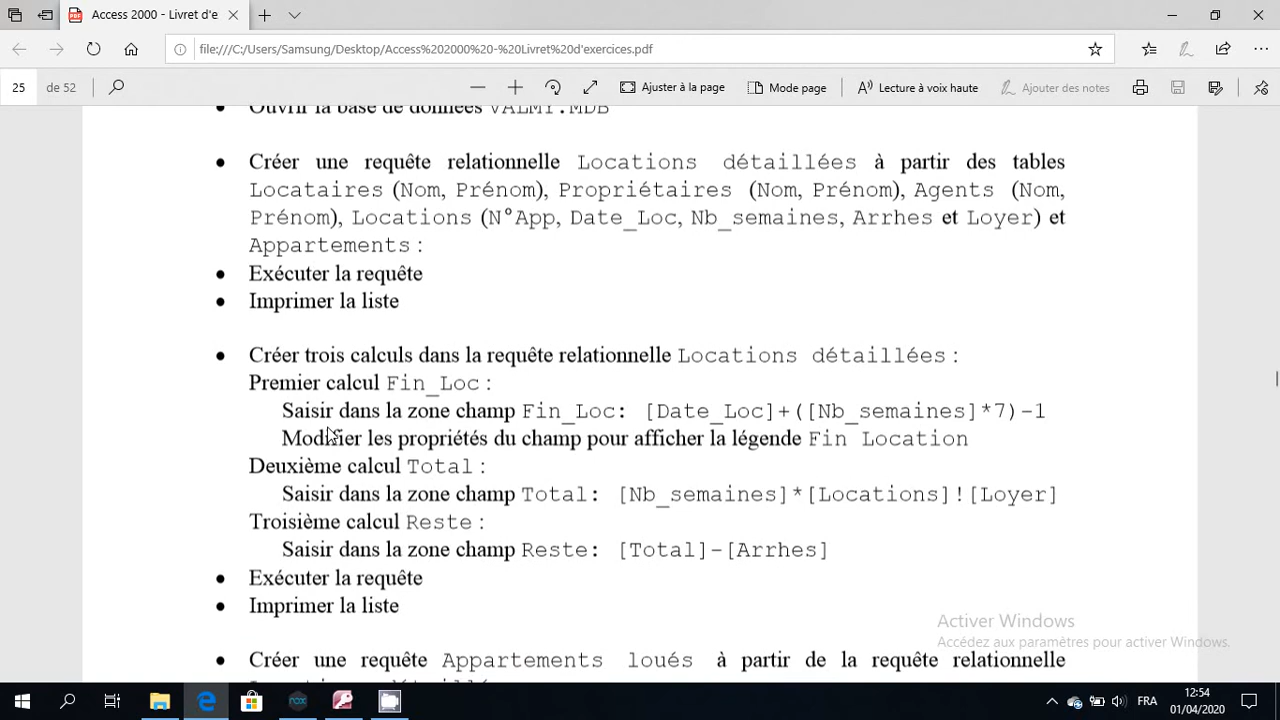 Access 2000 - Livret d'e
file:///C:/Users/Samsung/Desktop/Access%202000%20-%20Livret%20d'exercices.pdf
25 de 52 Ajuster à la page Mode page Lecture à voix haute Ajouter des notes
• Ouvrir la base de données VALMY.MDB
• Créer une requête relationnelle Locations détaillées à partir des tables
Locataires (Nom, Prénom), Propriétaires (Nom, Prénom), Agents (Nom,
Prénom), Locations (N°App, Date_Loc, Nb_semaines, Arrhes et Loyer) et
Appartements :
• Exécuter la requête
• Imprimer la liste
• Créer trois calculs dans la requête relationnelle Locations détaillées :
Premier calcul Fin_Loc :
Saisir dans la zone champ Fin_Loc: [Date_Loc]+([Nb_semaines]*7)-1
Modifier les propriétés du champ pour afficher la légende Fin Location
Deuxième calcul Total :
Saisir dans la zone champ Total: [Nb_semaines]*[Locations]![Loyer]
Troisième calcul Reste :
Saisir dans la zone champ Reste: [Total]-[Arrhes]
• Exécuter la requête
• Imprimer la liste
Activer Windows
Accédez aux paramètres pour activer Windows.
• Créer une requête Appartements loués à partir de la requête relationnelle
FRA
12:54
01/04/2020